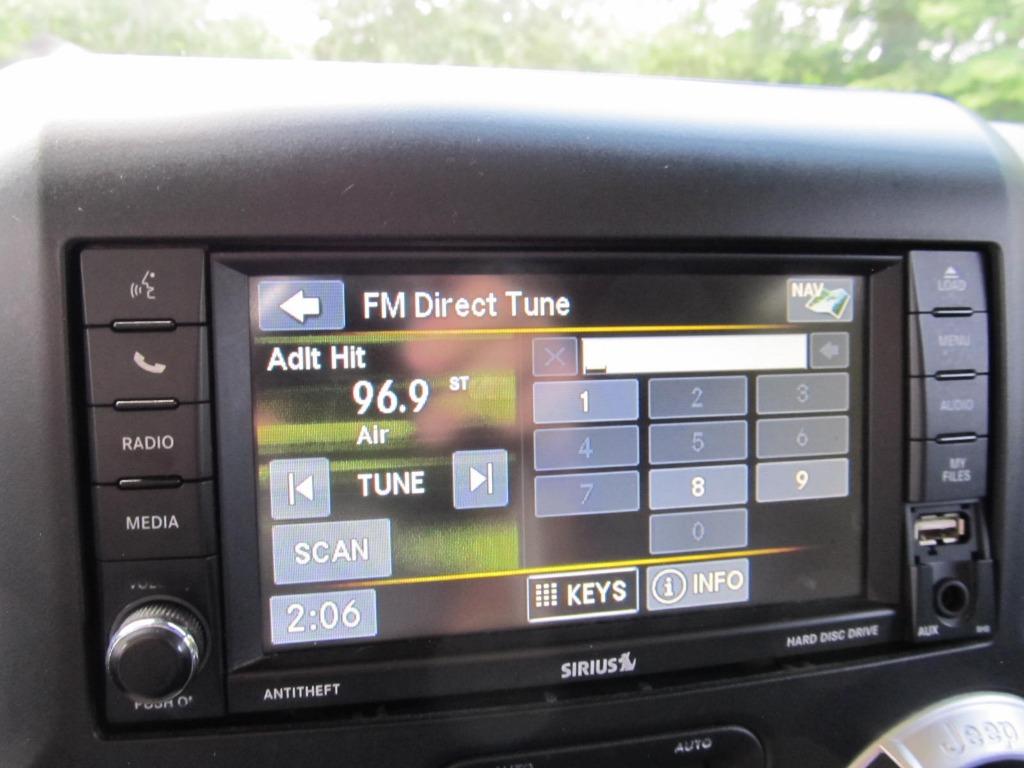 FM Direct Tune
NAV
Adlt Hit
96.9 ST
Air
TUNE
SCAN
2:06
1 2 3
4 5 6
7 8 9
0
KEYS
i INFO
RADIO
MEDIA
PUSH
ANTITHEFT
SIRIUS
HARD DISC DRIVE
LOAD
MENU
AUDIO
MY
FILES
AUX
AUTO
AUTO
Jeep